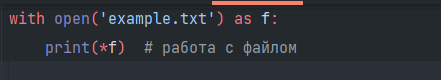 with open('example.txt') as f:
    print(*f)  # работа с файлом